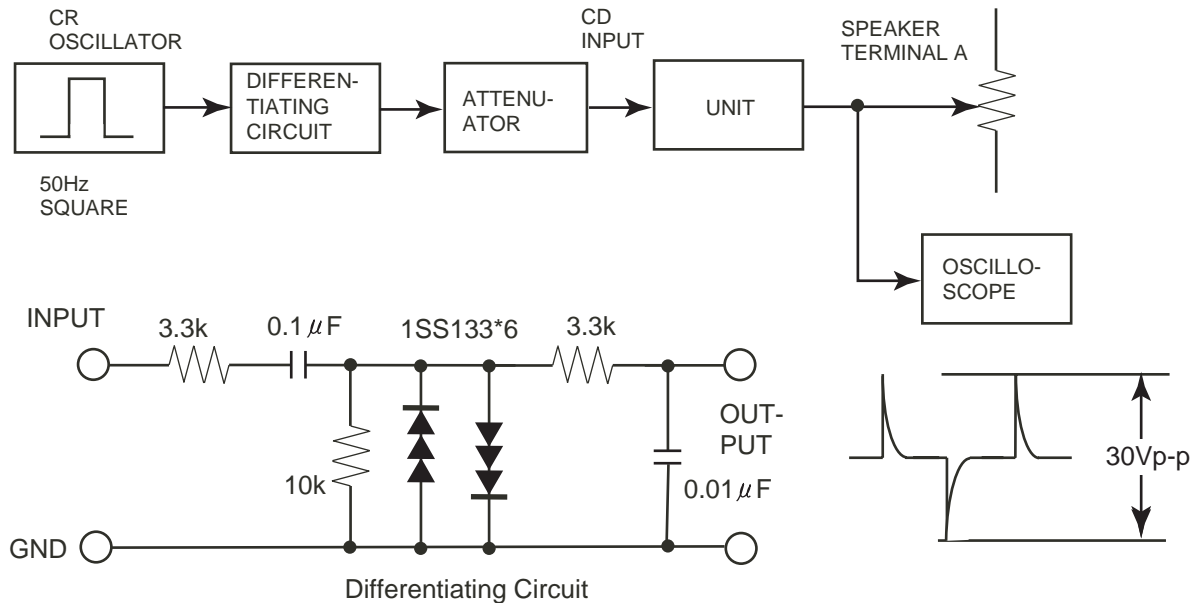 CR
OSCILLATOR
CD
INPUT
SPEAKER
TERMINAL A
DIFFEREN-
TIATING
CIRCUIT
ATTENU-
ATOR
UNIT
50Hz
SQUARE
OSCILLO-
SCOPE
INPUT
3.3k
0.1μF
1SS133*6
3.3k
OUT-
PUT
10k
0.01μF
30Vp-p
GND
Differentiating Circuit